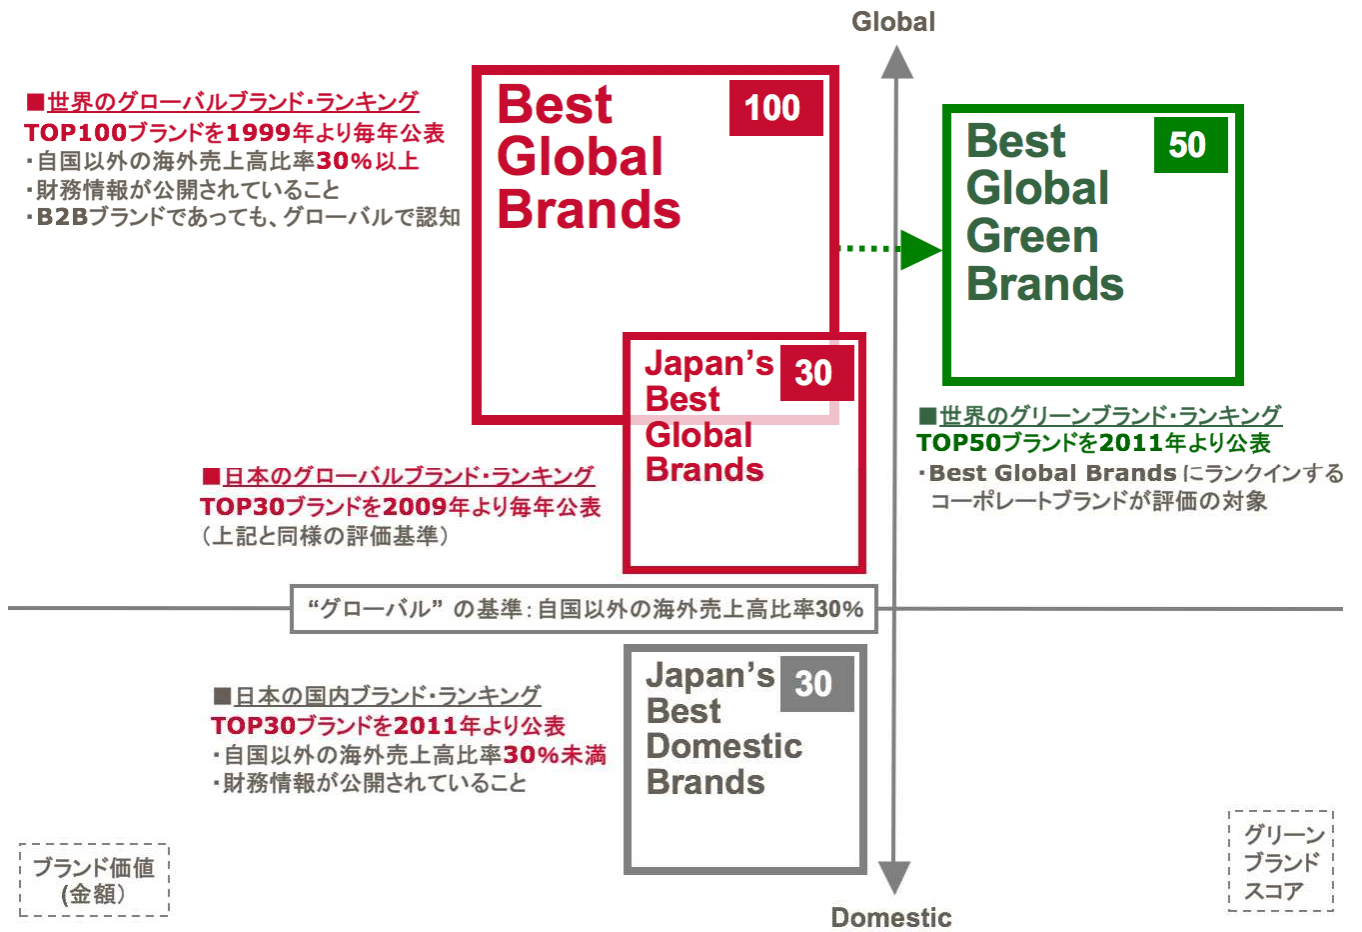 Global
■世界のグローバルブランド・ランキング
TOP100ブランドを1999年より毎年公表
・自国以外の海外売上高比率30%以上
・財務情報が公開されていること
・B2Bブランドであっても、グローバルで認知
Best
Global
Brands
100
Best
Global
Green
Brands
50
■世界のグリーンブランド・ランキング
TOP50ブランドを2011年より公表
・Best Global Brands にランクインする
コーポレートブランドが評価の対象
Japan’s
Best
Global
Brands
30
■日本のグローバルブランド・ランキング
TOP30ブランドを2009年より毎年公表
（上記と同様の評価基準）
“グローバル” の基準：自国以外の海外売上高比率30%
Japan’s
Best
Domestic
Brands
30
■日本の国内ブランド・ランキング
TOP30ブランドを2011年より公表
・自国以外の海外売上高比率30%未満
・財務情報が公開されていること
ブランド価値
(金額)
グリーン
ブランド
スコア
Domestic